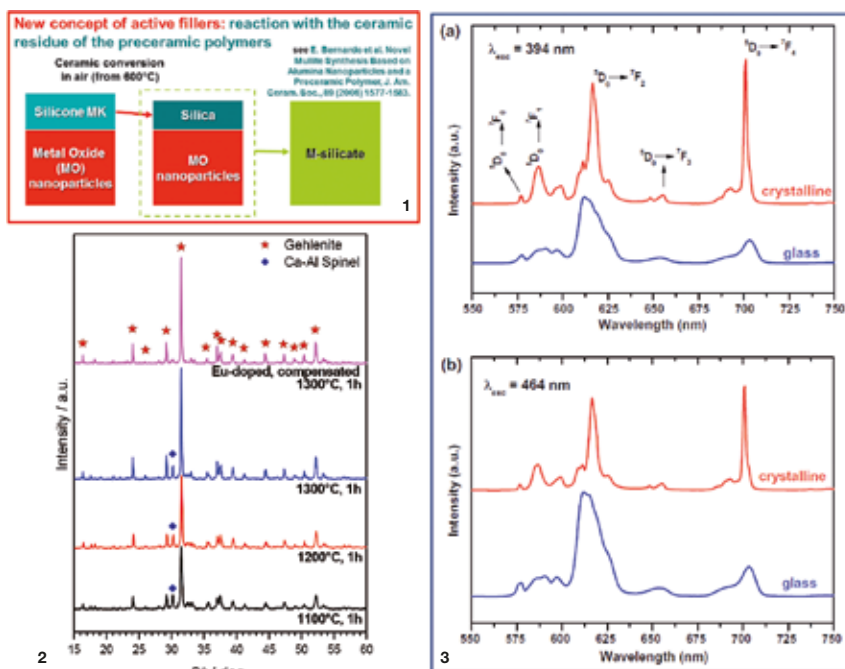 New concept of active fillers: reaction with the ceramic
residue of the preceramic polymers
Ceramic conversion
in air (from 600°C)
see E. Bernardo et al. Novel
Mullite Synthesis Based on
Alumina Nanoparticles and a
Preceramic Polymer, J. Am.
Ceram. Soc., 89 (2006) 1577-1583.
Silicone MK
Metal Oxide
(MO)
nanoparticles
Silica
MO
nanoparticles
M-silicate
1
★ Gehlenite
◆ Ca-Al Spinel
Intensity / a.u.
Eu-doped, compensated
1300°C, 1h
1300°C, 1h
1200°C, 1h
1100°C, 1h
15 20 25 30 35 40 45 50 55 60
2
(a)
λexc = 394 nm
⁵D₀ → ⁷F₀
⁵D₀ → ⁷F₁
⁵D₀ → ⁷F₂
⁵D₀ → ⁷F₃
⁵D₀ → ⁷F₄
Intensity (a.u.)
crystalline
glass
550 575 600 625 650 675 700 725 750
Wavelength (nm)
(b)
λexc = 464 nm
Intensity (a.u.)
crystalline
glass
550 575 600 625 650 675 700 725 750
Wavelength (nm)
3